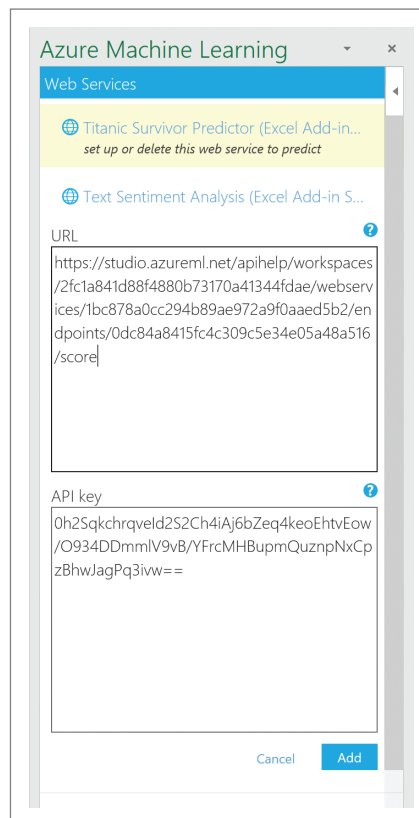 Azure Machine Learning
Web Services
Titanic Survivor Predictor (Excel Add-in...
set up or delete this web service to predict
Text Sentiment Analysis (Excel Add-in S...
URL
https://studio.azureml.net/apihelp/workspaces
/2fc1a841d88f4880b73170a41344fdae/webserv
ices/1bc878a0cc294b89ae972a9f0aaed5b2/en
dpoints/0dc84a8415fc4c309c5e34e05a48a516
/score
API key
0h2Sqkchrqveld2S2Ch4iAj6bZeq4keoEhtvEow
/O934DDmmlV9vB/YFrcMHBupmQuznpNxCp
zBhwJagPq3ivw==
Cancel
Add